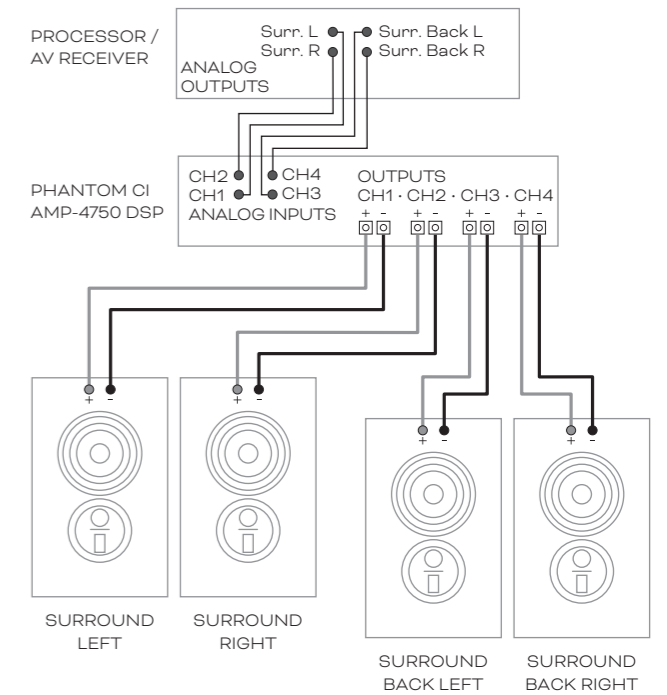 PROCESSOR /
AV RECEIVER
Surr. L
Surr. R
Surr. Back L
Surr. Back R
ANALOG
OUTPUTS
PHANTOM CI
AMP-4750 DSP
CH2
CH4
CH1
CH3
ANALOG INPUTS
OUTPUTS
CH1 · CH2 · CH3 · CH4
+ - + - + - + -
+ -
+ -
+ -
+ -
SURROUND
LEFT
SURROUND
RIGHT
SURROUND
BACK LEFT
SURROUND
BACK RIGHT